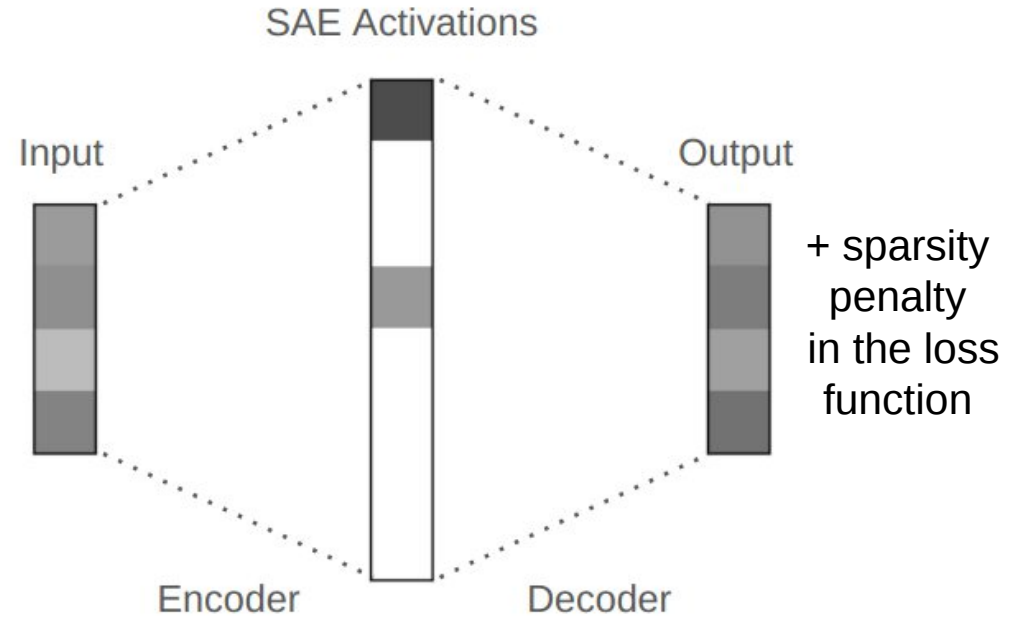 SAE Activations
Input
Output
+ sparsity
penalty
in the loss
function
Encoder
Decoder